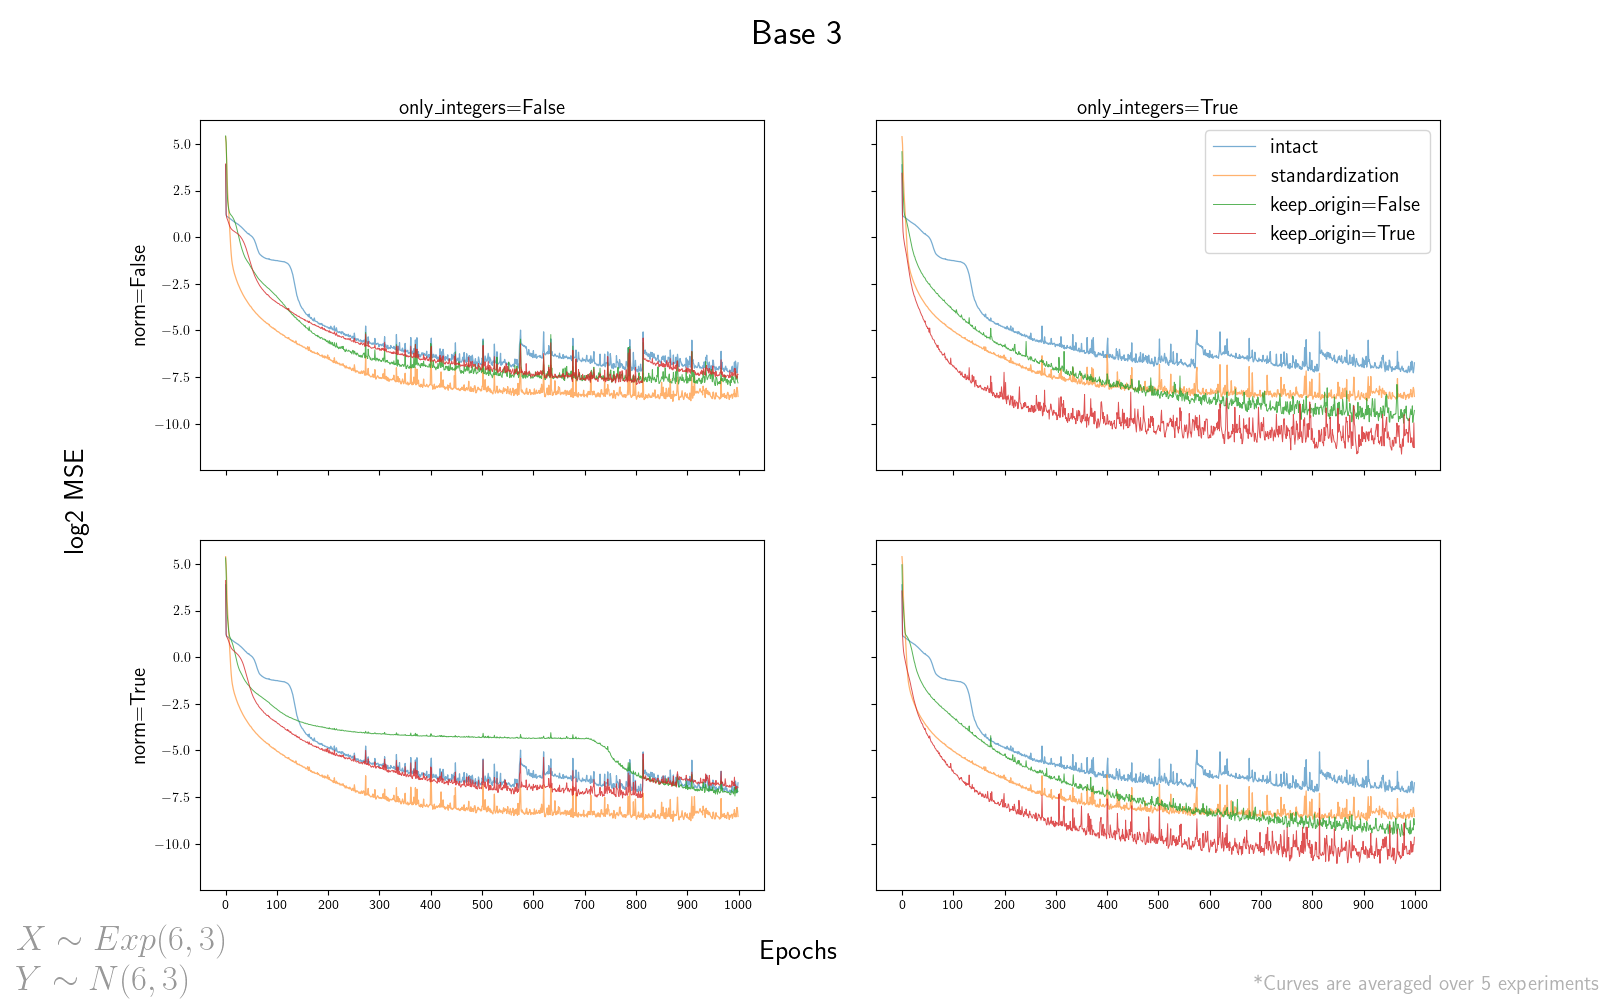 Base 3
only_integers=False
only_integers=True
5.0
2.5
0.0
−2.5
−5.0
−7.5
−10.0
norm=False
intact
standardization
keep_origin=False
keep_origin=True
log2 MSE
5.0
2.5
0.0
−2.5
−5.0
−7.5
−10.0
norm=True
0 100 200 300 400 500 600 700 800 900 1000
0 100 200 300 400 500 600 700 800 900 1000
Epochs
X ∼ Exp(6, 3)
Y ∼ N(6, 3)
*Curves are averaged over 5 experiments